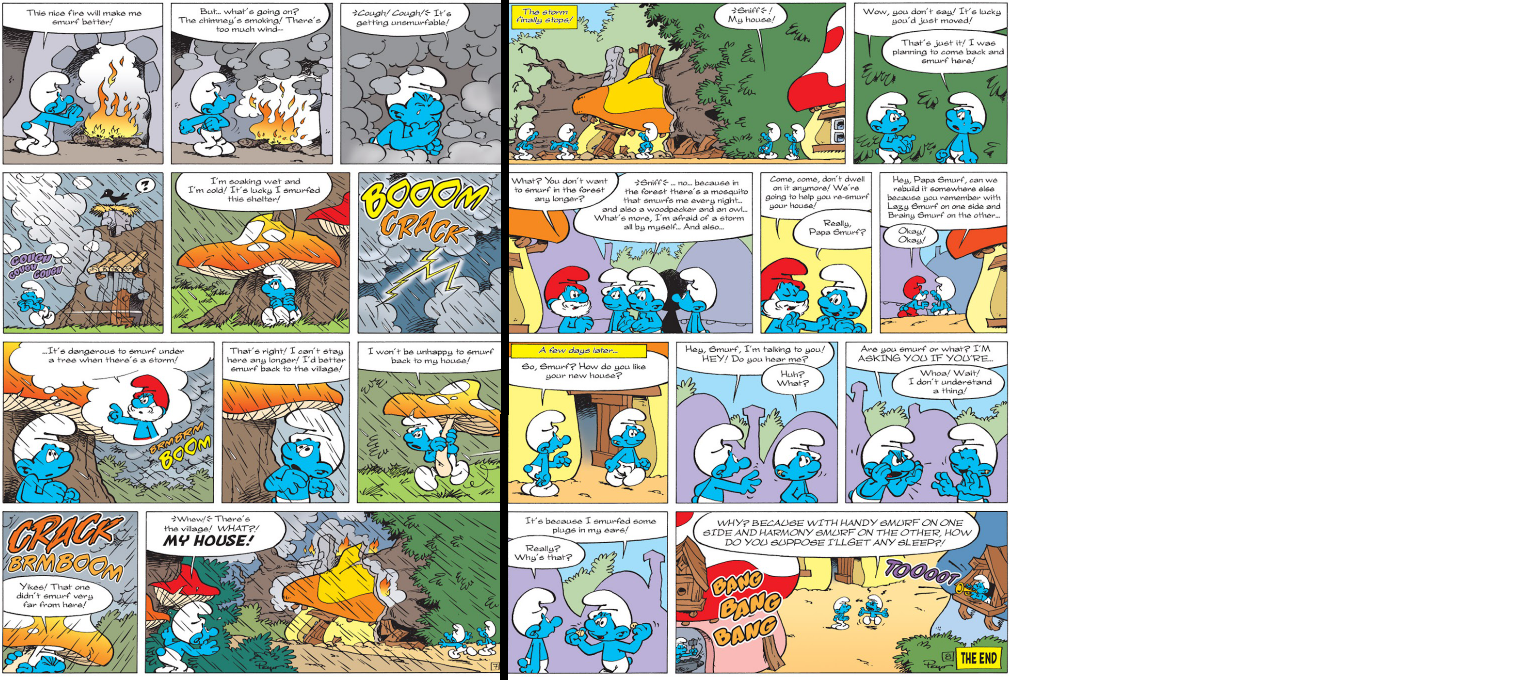 This nice fire will make me
smurf better!
But... what's going on?
The chimney's smoking! There's
too much wind--
Cough! Cough! It's
getting unsmurfable!
COUGH
COUGH COUGH
?
I'm soaking wet and
I'm cold! It's lucky I smurfed
this shelter!
BOOOM
CRACK
...It's dangerous to smurf under
a tree when there's a storm!
BRMBRM
BOOM
That's right! I can't stay
here any longer! I'd better
smurf back to the village!
I won't be unhappy to smurf
back to my house!
CRACK
BRMBOOM
Yikes! That one
didn't smurf very
far from here!
Whew! There's
the village! WHAT?!
MY HOUSE!
Peyo
7
The storm
finally stops!
Sniff!
My house!
Wow, you don't say! It's lucky
you'd just moved!
That's just it! I was
planning to come back and
smurf here!
What? You don't want
to smurf in the forest
any longer?
Sniff... no... because in
the forest there's a mosquito
that smurfs me every night...
and also a woodpecker and an owl...
What's more, I'm afraid of a storm
all by myself... And also...
Come, come, don't dwell
on it anymore! We're
going to help you re-smurf
your house!
Really,
Papa Smurf?
Hey, Papa Smurf, can we
rebuild it somewhere else
because you remember with
Lazy Smurf on one side and
Brainy Smurf on the other...
Okay!
Okay!
A few days later...
So, Smurf? How do you like
your new house?
Hey, Smurf, I'm talking to you!
HEY! Do you hear me?
Huh?
What?
Are you smurf or what? I'M
ASKING YOU IF YOU'RE...
Whoa! Wait!
I don't understand
a thing!
It's because I smurfed some
plugs in my ears!
Really?
Why's that?
WHY? BECAUSE WITH HANDY SMURF ON ONE
SIDE AND HARMONY SMURF ON THE OTHER, HOW
DO YOU SUPPOSE I'LLGET ANY SLEEP?!
BANG
BANG
BANG
TOOOOT
Peyo
8
THE END